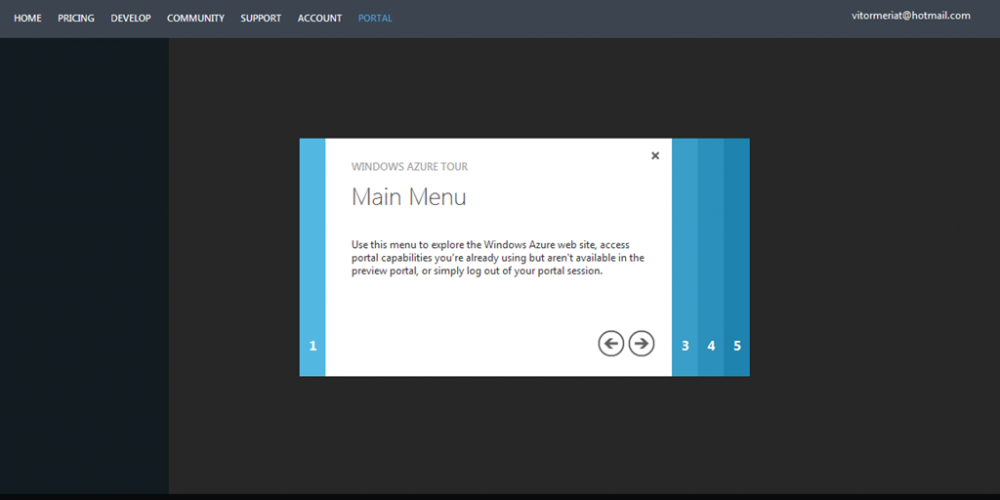 HOME PRICING DEVELOP COMMUNITY SUPPORT ACCOUNT PORTAL vitormeriat@hotmail.com
WINDOWS AZURE TOUR
Main Menu
Use this menu to explore the Windows Azure web site, access
portal capabilities you're already using but aren't available in the
preview portal, or simply log out of your portal session.
1 3 4 5